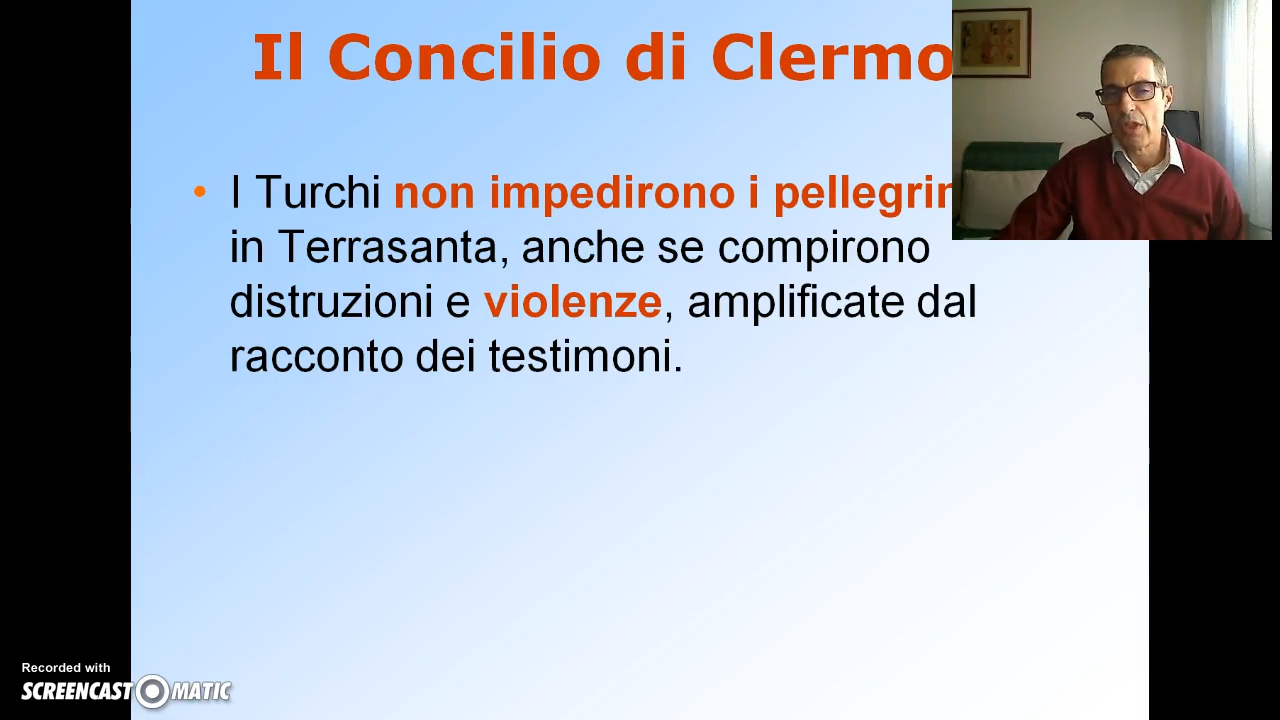 Il Concilio di Clermo
• I Turchi non impedirono i pellegrin
in Terrasanta, anche se compirono
distruzioni e violenze, amplificate dal
racconto dei testimoni.
Recorded with
SCREENCAST MATIC